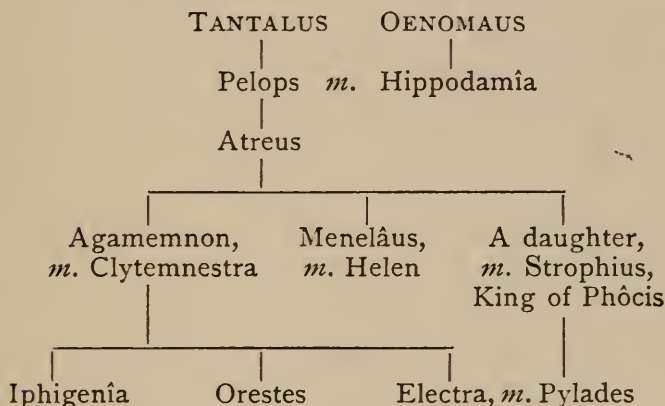 TANTALUS OENOMAUS
Pelops m. Hippodamîa
Atreus
Agamemnon, Menelâus, A daughter,
m. Clytemnestra m. Helen m. Strophius,
King of Phôcis
Iphigenîa Orestes Electra, m. Pylades